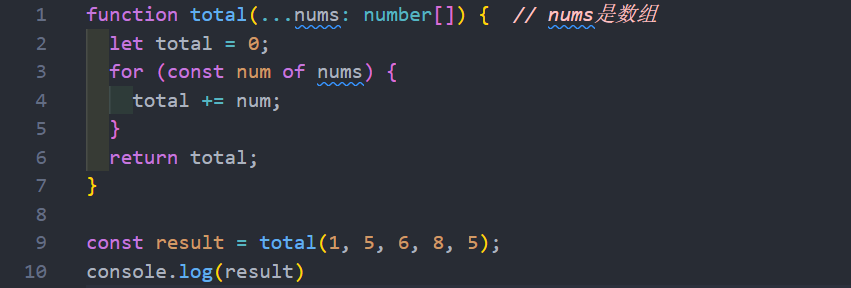 1 function total(...nums: number[]) {  // nums是数组
2   let total = 0;
3   for (const num of nums) {
4     total += num;
5   }
6   return total;
7 }
8
9 const result = total(1, 5, 6, 8, 5);
10 console.log(result)